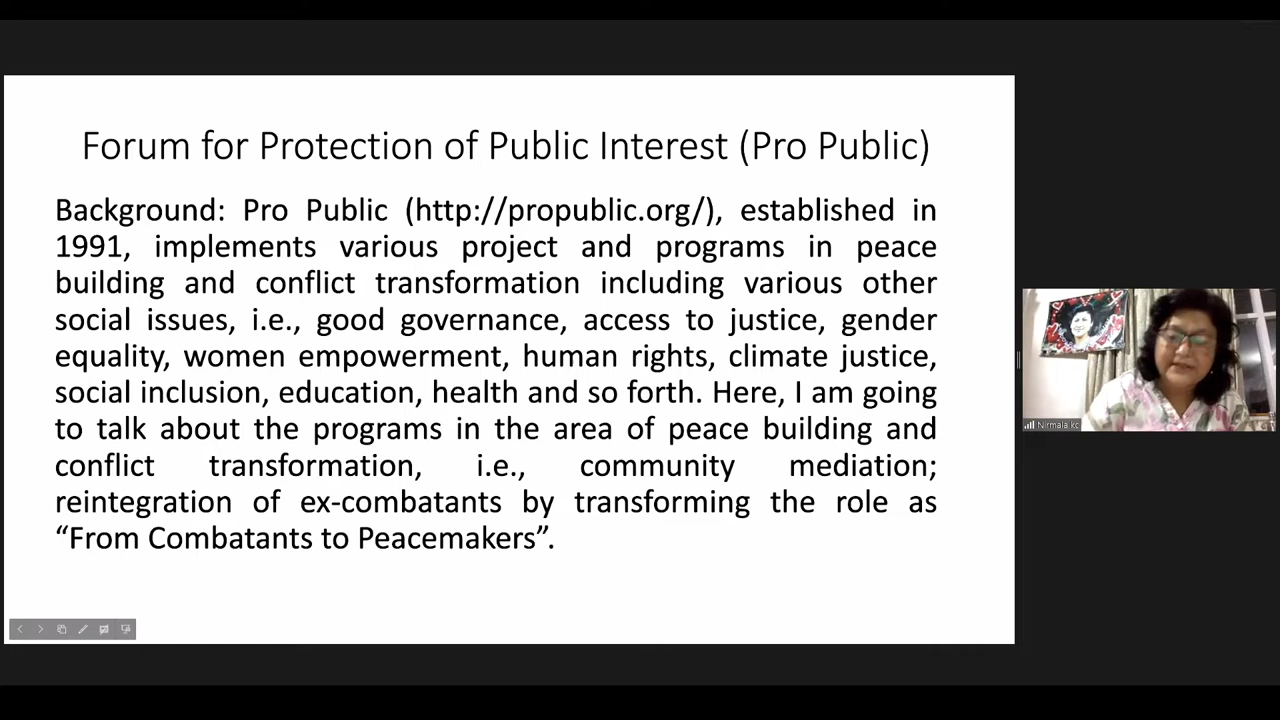 Forum for Protection of Public Interest (Pro Public)
Background: Pro Public (http://propublic.org/), established in
1991, implements various project and programs in peace
building and conflict transformation including various other
social issues, i.e., good governance, access to justice, gender
equality, women empowerment, human rights, climate justice,
social inclusion, education, health and so forth. Here, I am going
to talk about the programs in the area of peace building and
conflict transformation, i.e., community mediation;
reintegration of ex-combatants by transforming the role as
“From Combatants to Peacemakers”.
Nirmala kc